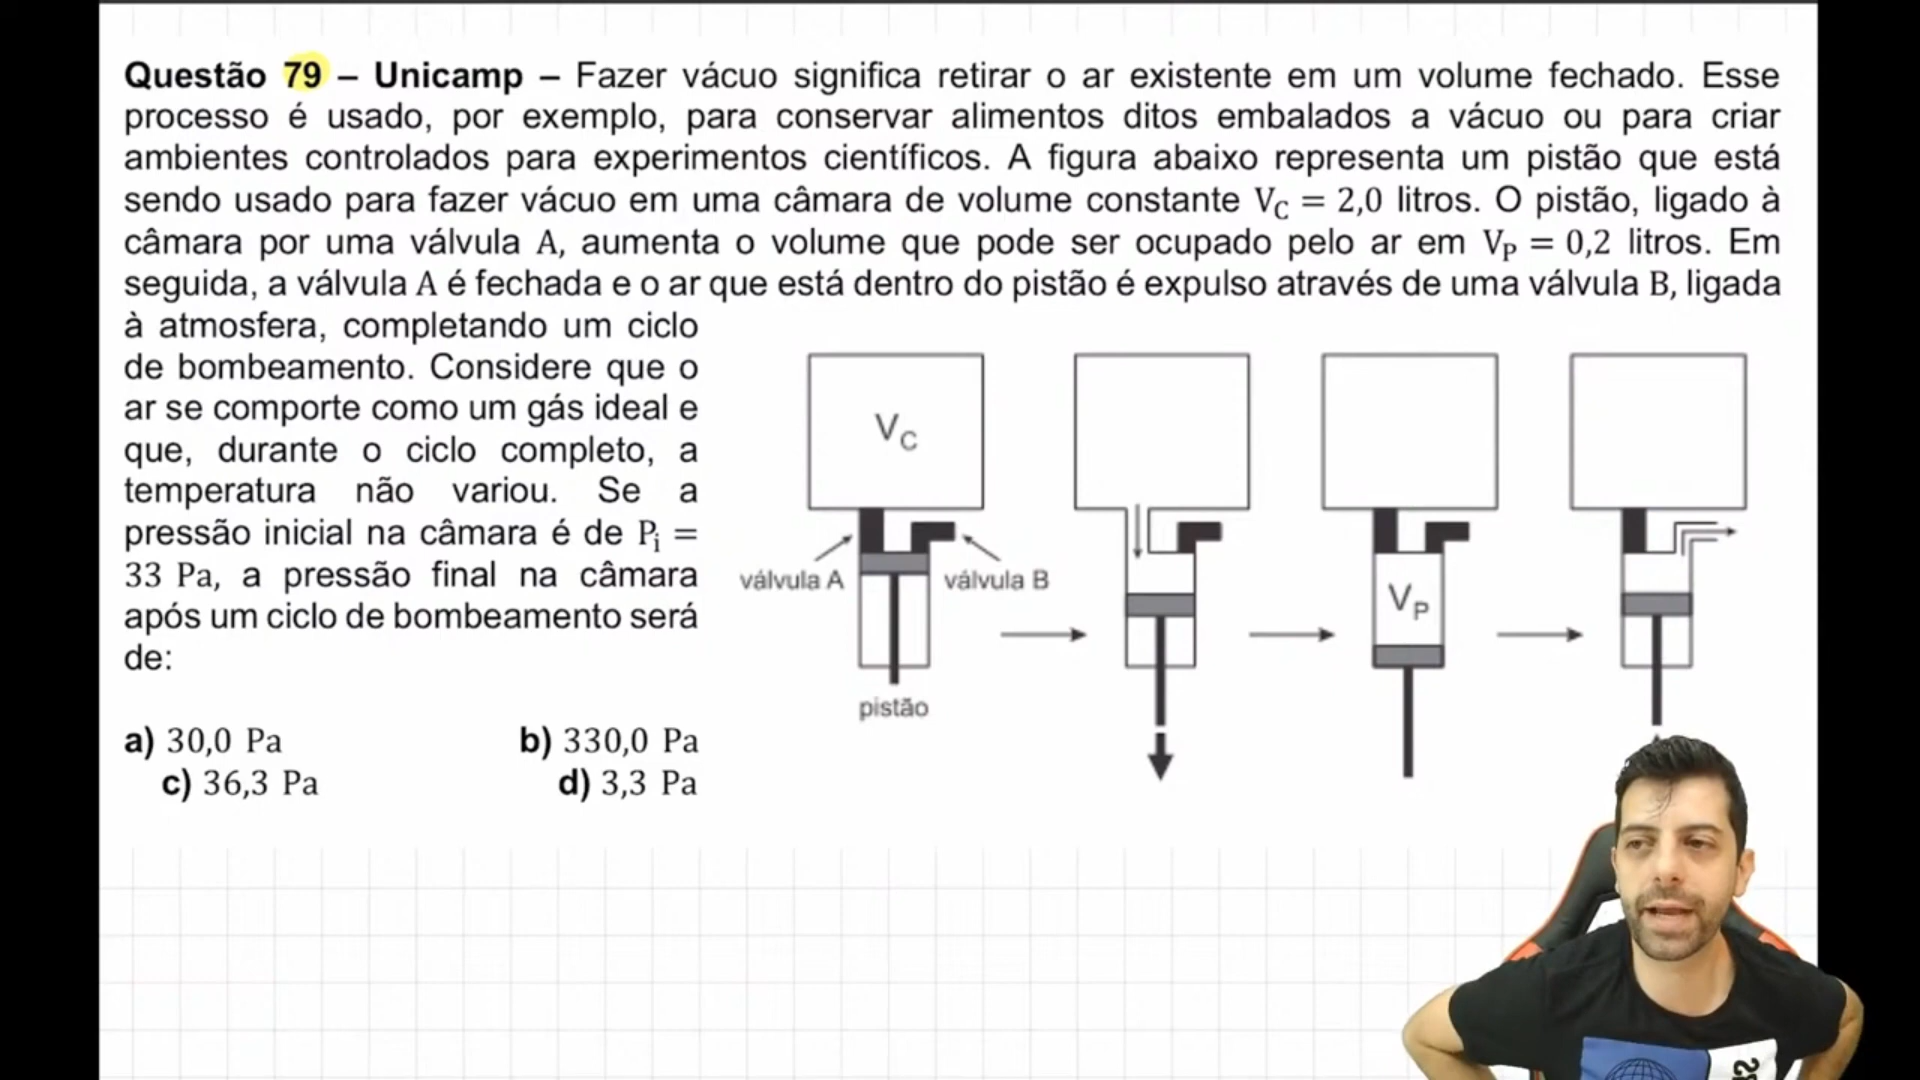 Questão 79 – Unicamp – Fazer vácuo significa retirar o ar existente em um volume fechado. Esse
processo é usado, por exemplo, para conservar alimentos ditos embalados a vácuo ou para criar
ambientes controlados para experimentos científicos. A figura abaixo representa um pistão que está
sendo usado para fazer vácuo em uma câmara de volume constante V_C = 2,0 litros. O pistão, ligado à
câmara por uma válvula A, aumenta o volume que pode ser ocupado pelo ar em V_P = 0,2 litros. Em
seguida, a válvula A é fechada e o ar que está dentro do pistão é expulso através de uma válvula B, ligada
à atmosfera, completando um ciclo
de bombeamento. Considere que o
ar se comporte como um gás ideal e
que, durante o ciclo completo, a
temperatura não variou. Se a
pressão inicial na câmara é de P_i =
33 Pa, a pressão final na câmara
após um ciclo de bombeamento será
de:
a) 30,0 Pa b) 330,0 Pa
c) 36,3 Pa d) 3,3 Pa
V_C
válvula A válvula B
V_P
pistão